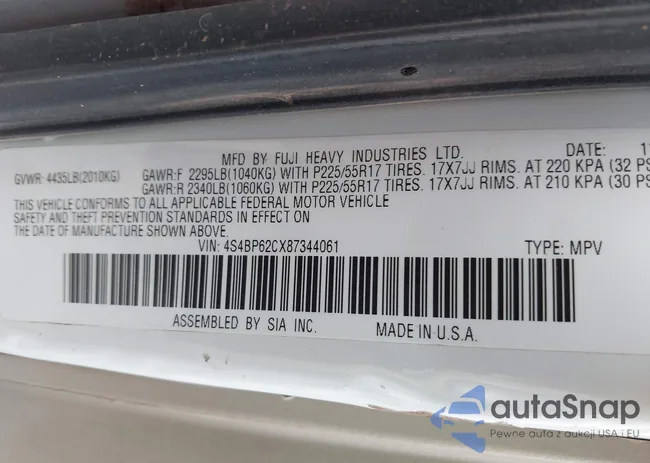 MFD BY FUJI HEAVY INDUSTRIES LTD. DATE: 11
GVWR: 4435LB(2010KG) GAWR:F 2295LB(1040KG) WITH P225/55R17 TIRES. 17X7JJ RIMS. AT 220 KPA (32 PS
GAWR:R 2340LB(1060KG) WITH P225/55R17 TIRES. 17X7JJ RIMS. AT 210 KPA (30 PS
THIS VEHICLE CONFORMS TO ALL APPLICABLE FEDERAL MOTOR VEHICLE
SAFETY AND THEFT PREVENTION STANDARDS IN EFFECT ON
THE DATE OF MANUFACTURE SHOWN ABOVE.
VIN: 4S4BP62CX87344061 TYPE: MPV
ASSEMBLED BY SIA INC. MADE IN U.S.A.
autaSnap
Pewne auta z aukcji USA i EU